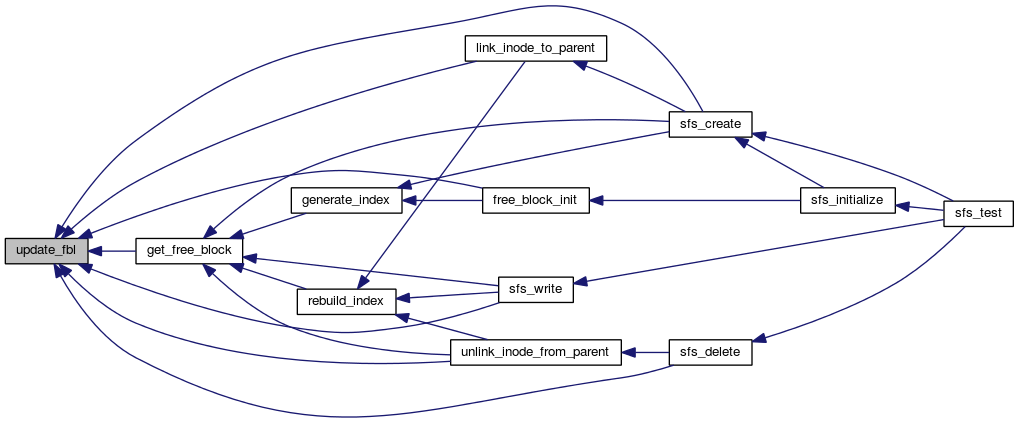 link_inode_to_parent
sfs_create
generate_index
free_block_init
sfs_initialize
sfs_test
update_fbl
get_free_block
sfs_write
rebuild_index
unlink_inode_from_parent
sfs_delete